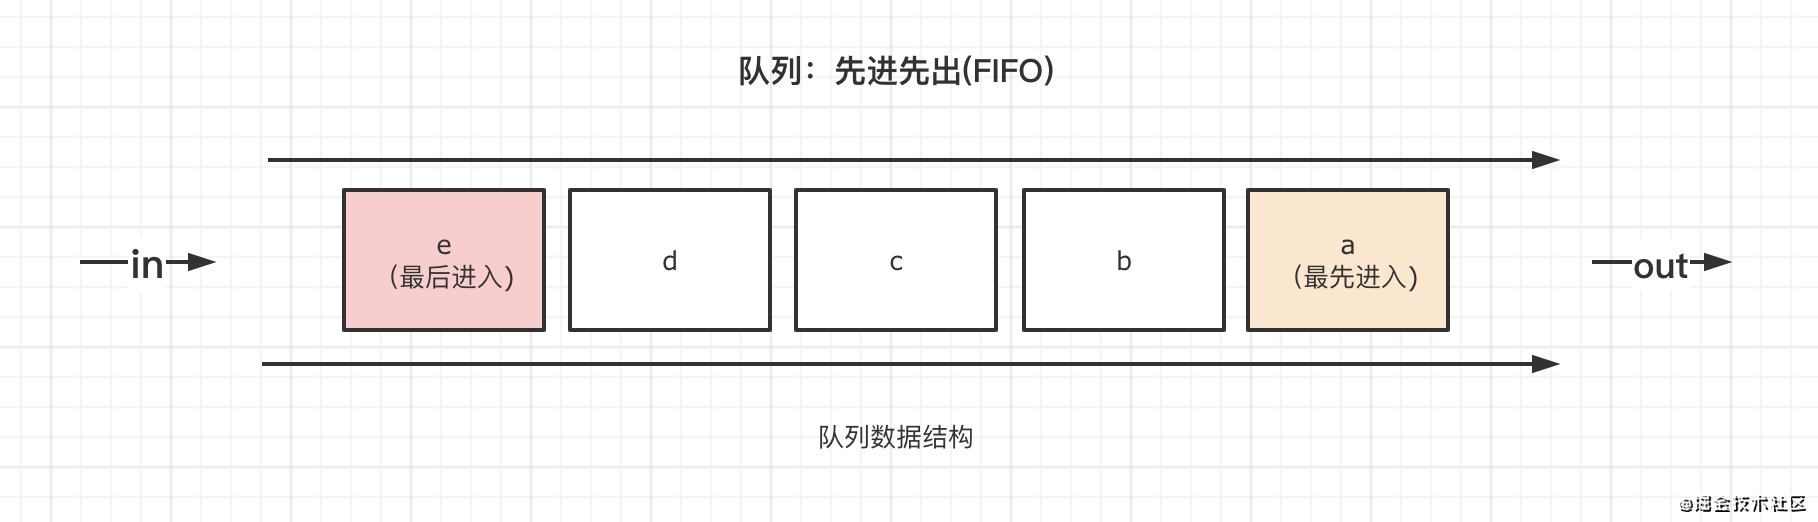 队列：先进先出(FIFO)
in
e
（最后进入）
d
c
b
a
（最先进入）
out
队列数据结构
@掘金技术社区